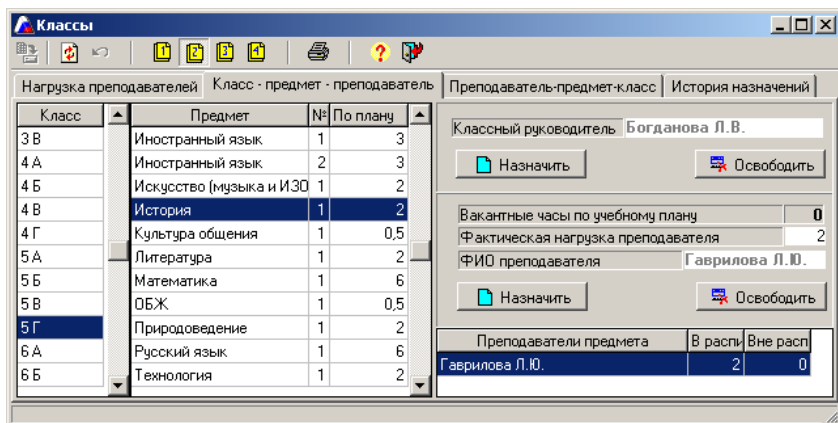 Классы
1 2 3 4 ?
Нагрузка преподавателей Класс - предмет - преподаватель Преподаватель-предмет-класс История назначений
Класс Предмет № По плану
3 В Иностранный язык 1 3
4 А Иностранный язык 2 3
4 Б Искусство (музыка и ИЗО 1 2
4 В История 1 2
4 Г Культура общения 1 0,5
5 А Литература 1 2
5 Б Математика 1 6
5 В ОБЖ 1 0,5
5 Г Природоведение 1 2
6 А Русский язык 1 6
6 Б Технология 1 2
Классный руководитель Богданова Л.В.
Назначить Освободить
Вакантные часы по учебному плану 0
Фактическая нагрузка преподавателя 2
ФИО преподавателя Гаврилова Л.Ю.
Назначить Освободить
Преподаватели предмета В распи Вне расп
Гаврилова Л.Ю. 2 0